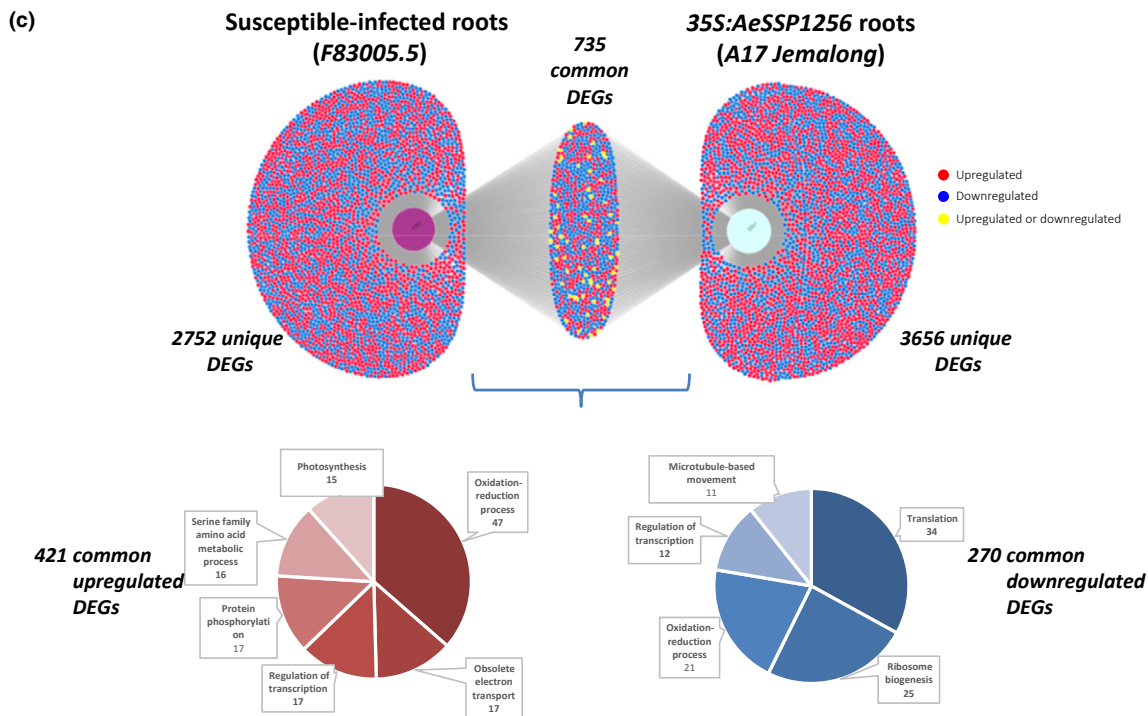 (c)
Susceptible-infected roots
(F83005.5)
735
common
DEGs
35S:AeSSP1256 roots
(A17 Jemalong)
Upregulated
Downregulated
Upregulated or downregulated
2752 unique
DEGs
3656 unique
DEGs
421 common
upregulated
DEGs
Photosynthesis
15
Oxidation-
reduction
process
47
Serine family
amino acid
metabolic
process
16
Protein
phosphorylati
on
17
Regulation of
transcription
17
Obsolete
electron
transport
17
Microtubule-based
movement
11
Translation
34
Regulation of
transcription
12
Oxidation-
reduction
process
21
Ribosome
biogenesis
25
270 common
downregulated
DEGs